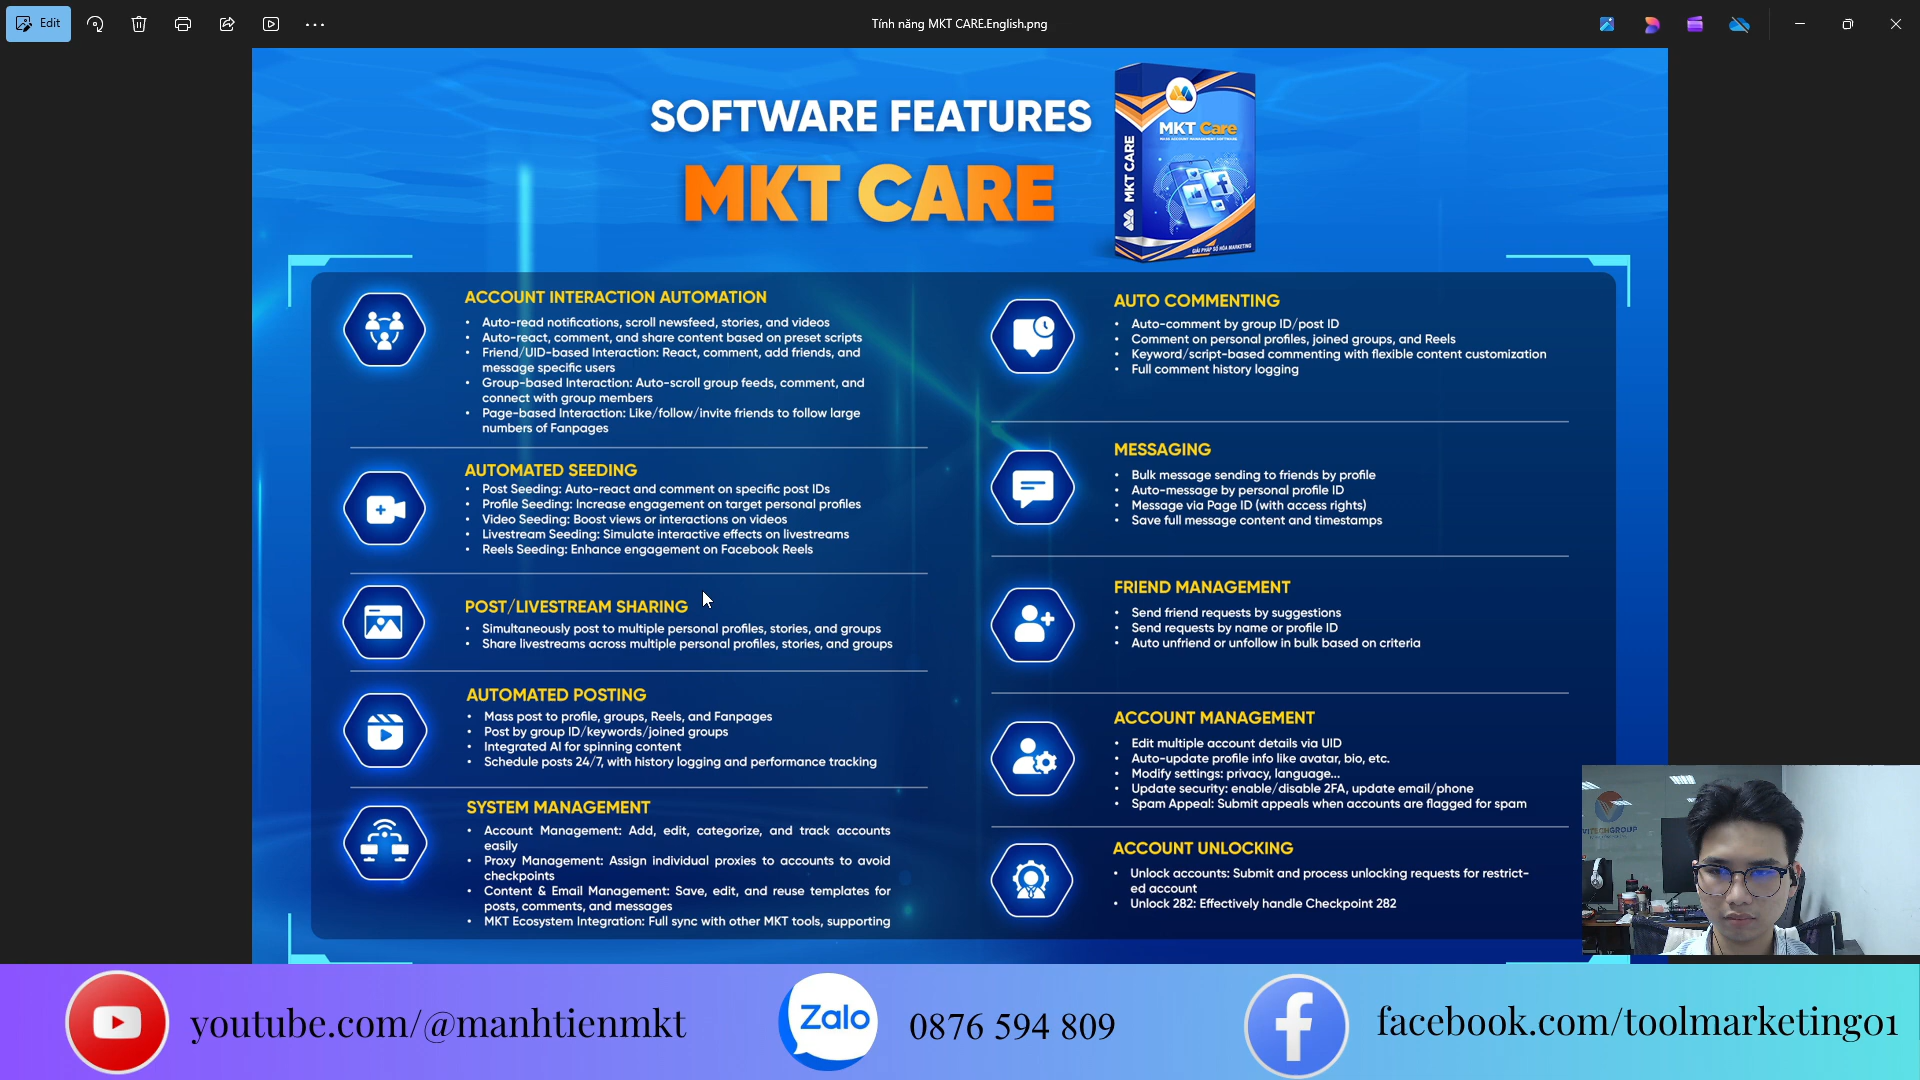 Edit
Tính năng MKT CARE.English.png
SOFTWARE FEATURES
MKT CARE
MKT Care
MKT CARE
GIẢI PHÁP SỐ HÓA MARKETING
ACCOUNT INTERACTION AUTOMATION
• Auto-read notifications, scroll newsfeed, stories, and videos
• Auto-react, comment, and share content based on preset scripts
• Friend/UID-based Interaction: React, comment, add friends, and
message specific users
• Group-based Interaction: Auto-scroll group feeds, comment, and
connect with group members
• Page-based Interaction: Like/follow/invite friends to follow large
numbers of Fanpages
AUTOMATED SEEDING
• Post Seeding: Auto-react and comment on specific post IDs
• Profile Seeding: Increase engagement on target personal profiles
• Video Seeding: Boost views or interactions on videos
• Livestream Seeding: Simulate interactive effects on livestreams
• Reels Seeding: Enhance engagement on Facebook Reels
POST/LIVESTREAM SHARING
• Simultaneously post to multiple personal profiles, stories, and groups
• Share livestreams across multiple personal profiles, stories, and groups
AUTOMATED POSTING
• Mass post to profile, groups, Reels, and Fanpages
• Post by group ID/keywords/joined groups
• Integrated AI for spinning content
• Schedule posts 24/7, with history logging and performance tracking
SYSTEM MANAGEMENT
• Account Management: Add, edit, categorize, and track accounts
easily
• Proxy Management: Assign individual proxies to accounts to avoid
checkpoints
• Content & Email Management: Save, edit, and reuse templates for
posts, comments, and messages
• MKT Ecosystem Integration: Full sync with other MKT tools, supporting
AUTO COMMENTING
• Auto-comment by group ID/post ID
• Comment on personal profiles, joined groups, and Reels
• Keyword/script-based commenting with flexible content customization
• Full comment history logging
MESSAGING
• Bulk message sending to friends by profile
• Auto-message by personal profile ID
• Message via Page ID (with access rights)
• Save full message content and timestamps
FRIEND MANAGEMENT
• Send friend requests by suggestions
• Send requests by name or profile ID
• Auto unfriend or unfollow in bulk based on criteria
ACCOUNT MANAGEMENT
• Edit multiple account details via UID
• Auto-update profile info like avatar, bio, etc.
• Modify settings: privacy, language...
• Update security: enable/disable 2FA, update email/phone
• Spam Appeal: Submit appeals when accounts are flagged for spam
ACCOUNT UNLOCKING
• Unlock accounts: Submit and process unlocking requests for restrict-
ed account
• Unlock 282: Effectively handle Checkpoint 282
youtube.com/@manhtienmkt
Zalo
0876 594 809
facebook.com/toolmarketing01